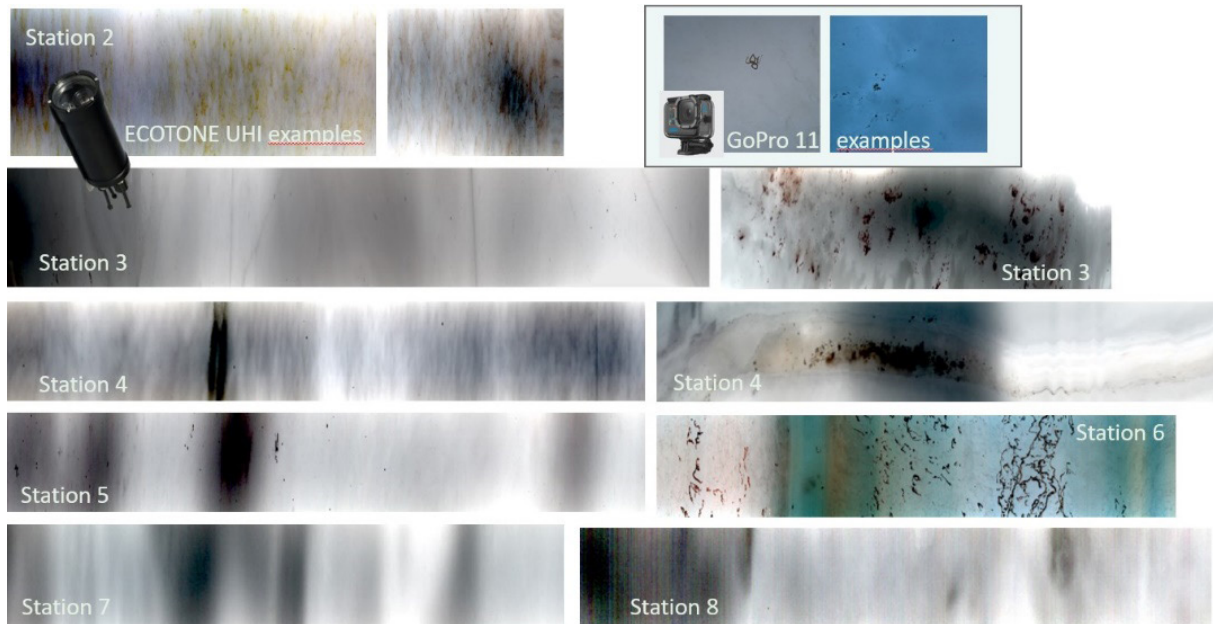 Station 2
ECOTONE UHI examples
GoPro 11 examples
Station 3
Station 3
Station 4
Station 4
Station 5
Station 6
Station 7
Station 8